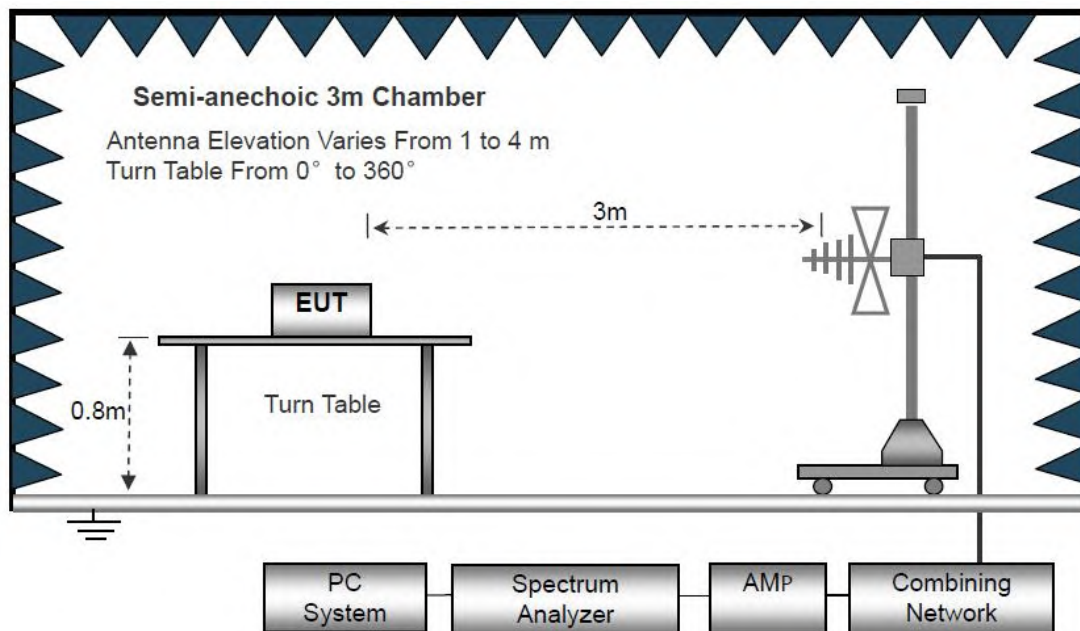 Semi-anechoic 3m Chamber
Antenna Elevation Varies From 1 to 4 m
Turn Table From 0° to 360°
3m
EUT
0.8m
Turn Table
PC
System
Spectrum
Analyzer
AMP
Combining
Network